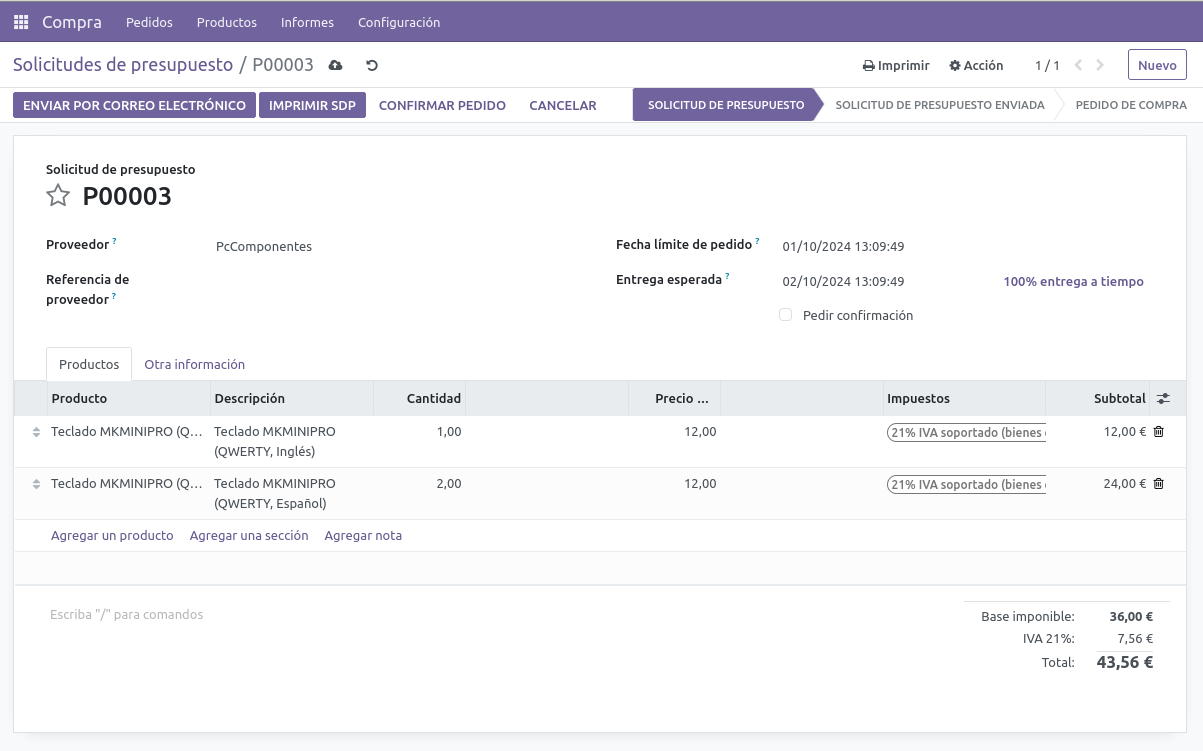 Compra Pedidos Productos Informes Configuración
Solicitudes de presupuesto / P00003 Imprimir Acción 1 / 1 Nuevo
ENVIAR POR CORREO ELECTRÓNICO IMPRIMIR SDP CONFIRMAR PEDIDO CANCELAR SOLICITUD DE PRESUPUESTO SOLICITUD DE PRESUPUESTO ENVIADA PEDIDO DE COMPRA
Solicitud de presupuesto
P00003
Proveedor ? PcComponentes Fecha límite de pedido ? 01/10/2024 13:09:49
Referencia de proveedor ? Entrega esperada ? 02/10/2024 13:09:49 100% entrega a tiempo
Pedir confirmación
Productos Otra información
Producto Descripción Cantidad Precio ... Impuestos Subtotal
Teclado MKMINIPRO (Q... Teclado MKMINIPRO (QWERTY, Inglés) 1,00 12,00 21% IVA soportado (bienes 12,00 €
Teclado MKMINIPRO (Q... Teclado MKMINIPRO (QWERTY, Español) 2,00 12,00 21% IVA soportado (bienes 24,00 €
Agregar un producto Agregar una sección Agregar nota
Escriba "/" para comandos
Base imponible: 36,00 €
IVA 21%: 7,56 €
Total: 43,56 €